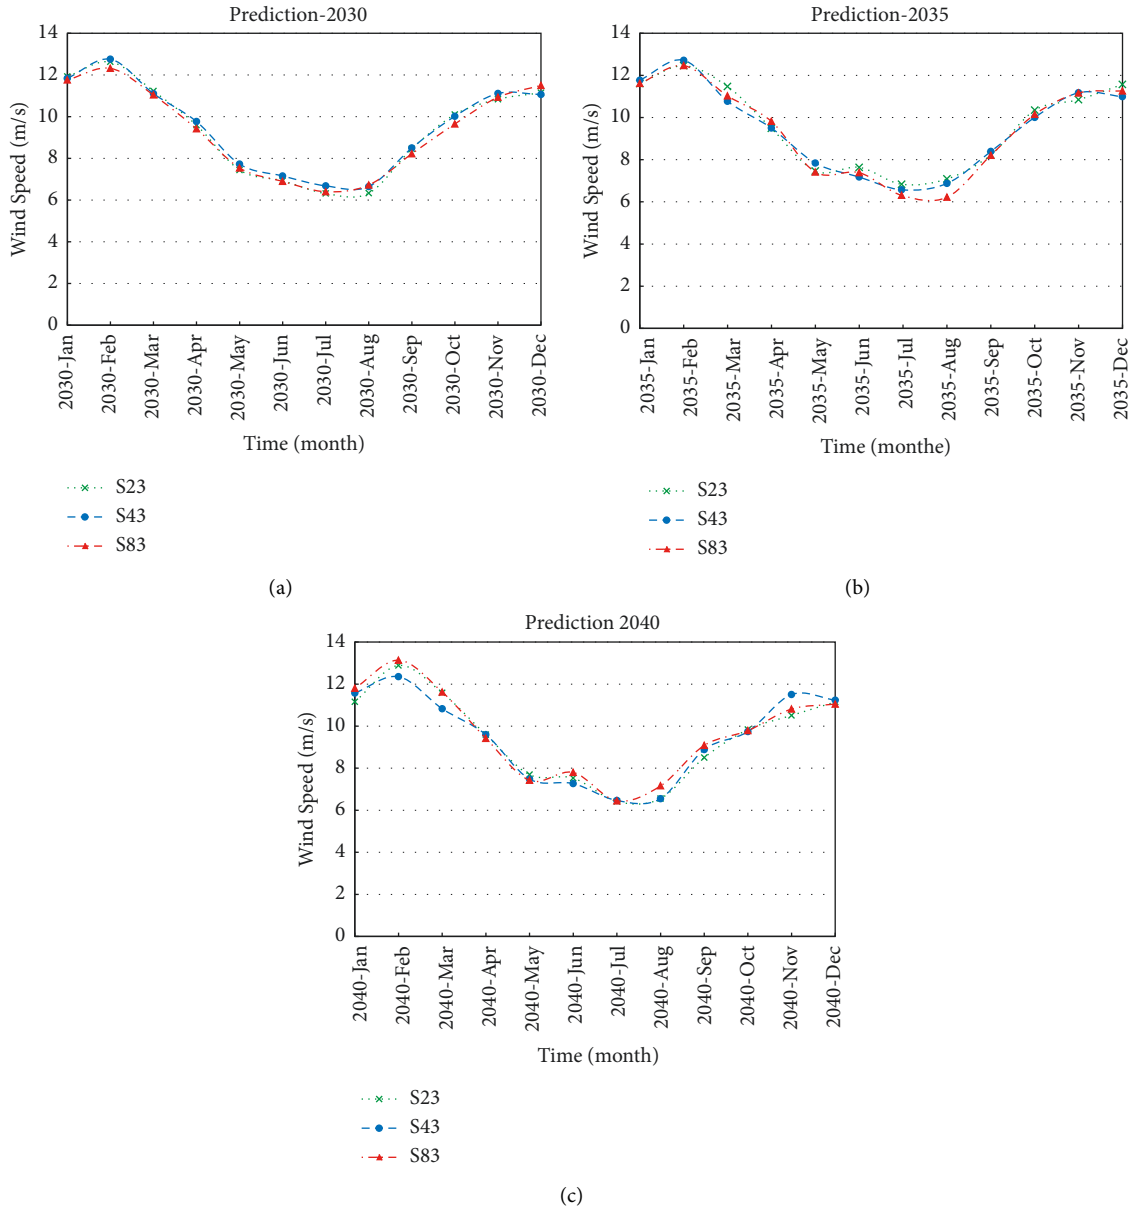 Prediction-2030
14
12
10
8
6
4
2
0
Wind Speed (m/s)
2030-Jan
2030-Feb
2030-Mar
2030-Apr
2030-May
2030-Jun
2030-Jul
2030-Aug
2030-Sep
2030-Oct
2030-Nov
2030-Dec
Time (month)
S23
S43
S83
(a)
Prediction-2035
14
12
10
8
6
4
2
0
Wind Speed (m/s)
2035-Jan
2035-Feb
2035-Mar
2035-Apr
2035-May
2035-Jun
2035-Jul
2035-Aug
2035-Sep
2035-Oct
2035-Nov
2035-Dec
Time (monthe)
S23
S43
S83
(b)
Prediction 2040
14
12
10
8
6
4
2
0
Wind Speed (m/s)
2040-Jan
2040-Feb
2040-Mar
2040-Apr
2040-May
2040-Jun
2040-Jul
2040-Aug
2040-Sep
2040-Oct
2040-Nov
2040-Dec
Time (month)
S23
S43
S83
(c)